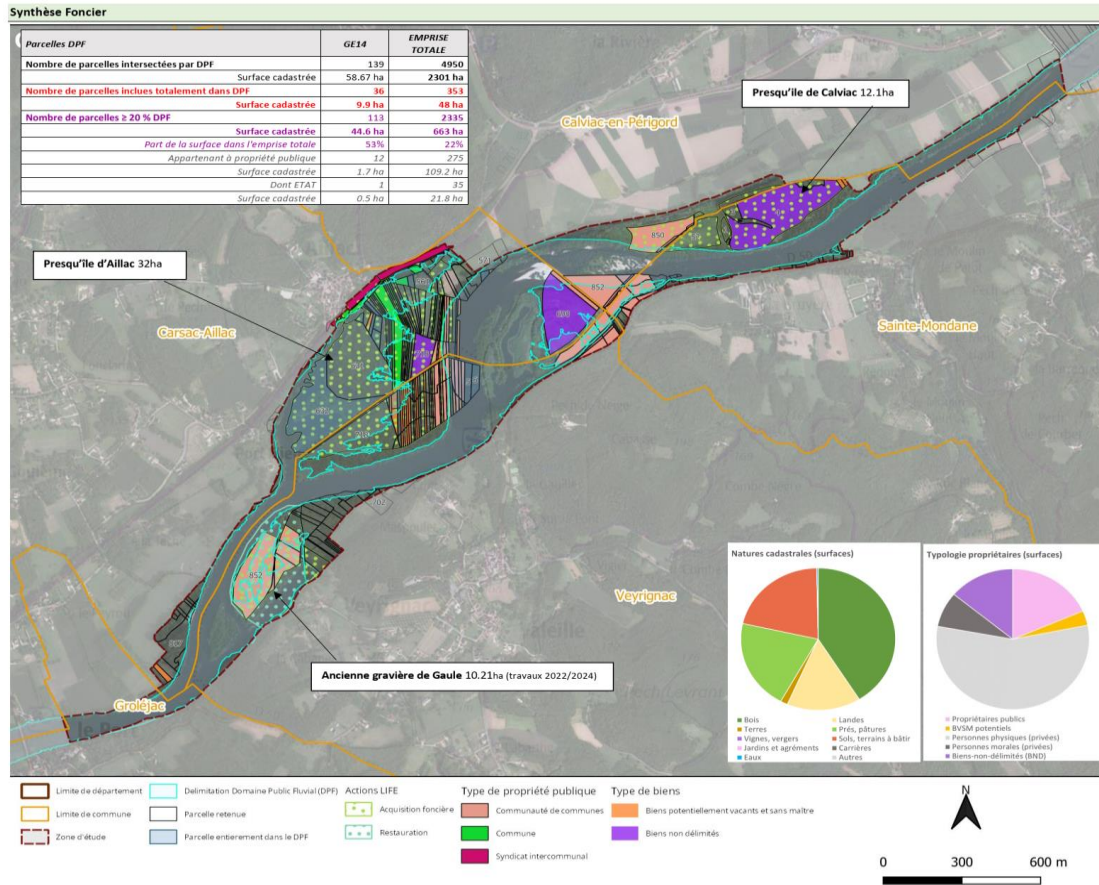 Synthèse Foncier
Parcelles DPF GE14 EMPRISE TOTALE
Nombre de parcelles intersectées par DPF 139 4950
Surface cadastrée 58.67 ha 2301 ha
Nombre de parcelles inclues totalement dans DPF 36 353
Surface cadastrée 9.9 ha 48 ha
Nombre de parcelles ≥ 20 % DPF 113 2335
Surface cadastrée 44.6 ha 663 ha
Part de la surface dans l'emprise totale 53% 22%
Appartenant à propriété publique 12 275
Surface cadastrée 1.7 ha 109.2 ha
Dont ETAT 1 35
Surface cadastrée 0.5 ha 21.8 ha
Presqu'ile de Calviac 12.1ha
Calviac-en-Périgord
850
Presqu'île d'Aillac 32ha
521
852
Carsac-Aillac
Sainte-Mondane
702
852
Veyrignac
Ancienne gravière de Gaule 10.21ha (travaux 2022/2024)
Groléjac
Natures cadastrales (surfaces)
Bois
Landes
Terres
Prés, pâtures
Vignes, vergers
Sols, terrains à bâtir
Jardins et agréments
Carrières
Eaux
Autres
Typologie propriétaires (surfaces)
Propriétaires publics
BVSM potentiels
Personnes physiques (privées)
Personnes morales (privées)
Biens-non-délimités (BND)
Limite de département
Limite de commune
Zone d'étude
Delimitation Domaine Public Fluvial (DPF)
Parcelle retenue
Parcelle entierement dans le DPF
Actions LIFE
Acquisition foncière
Restauration
Type de propriété publique
Communauté de communes
Commune
Syndicat intercommunal
Type de biens
Biens potentiellement vacants et sans maître
Biens non délimités
N
0 300 600 m